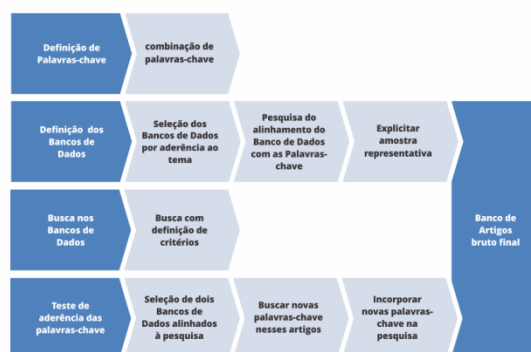 Definição de
Palavras-chave
combinação de
palavras-chave
Definição dos
Bancos de
Dados
Seleção dos
Bancos de Dados
por aderência ao
tema
Pesquisa do
alinhamento do
Banco de Dados
com as Palavras-
chave
Explicitar
amostra
representativa
Busca nos
Bancos de
Dados
Busca com
definição de
critérios
Banco de
Artigos
bruto final
Teste de
aderência das
palavras-chave
Seleção de dois
Bancos de
Dados alinhados
à pesquisa
Buscar novas
palavras-chave
nesses artigos
Incorporar
novas palavras-
chave na
pesquisa